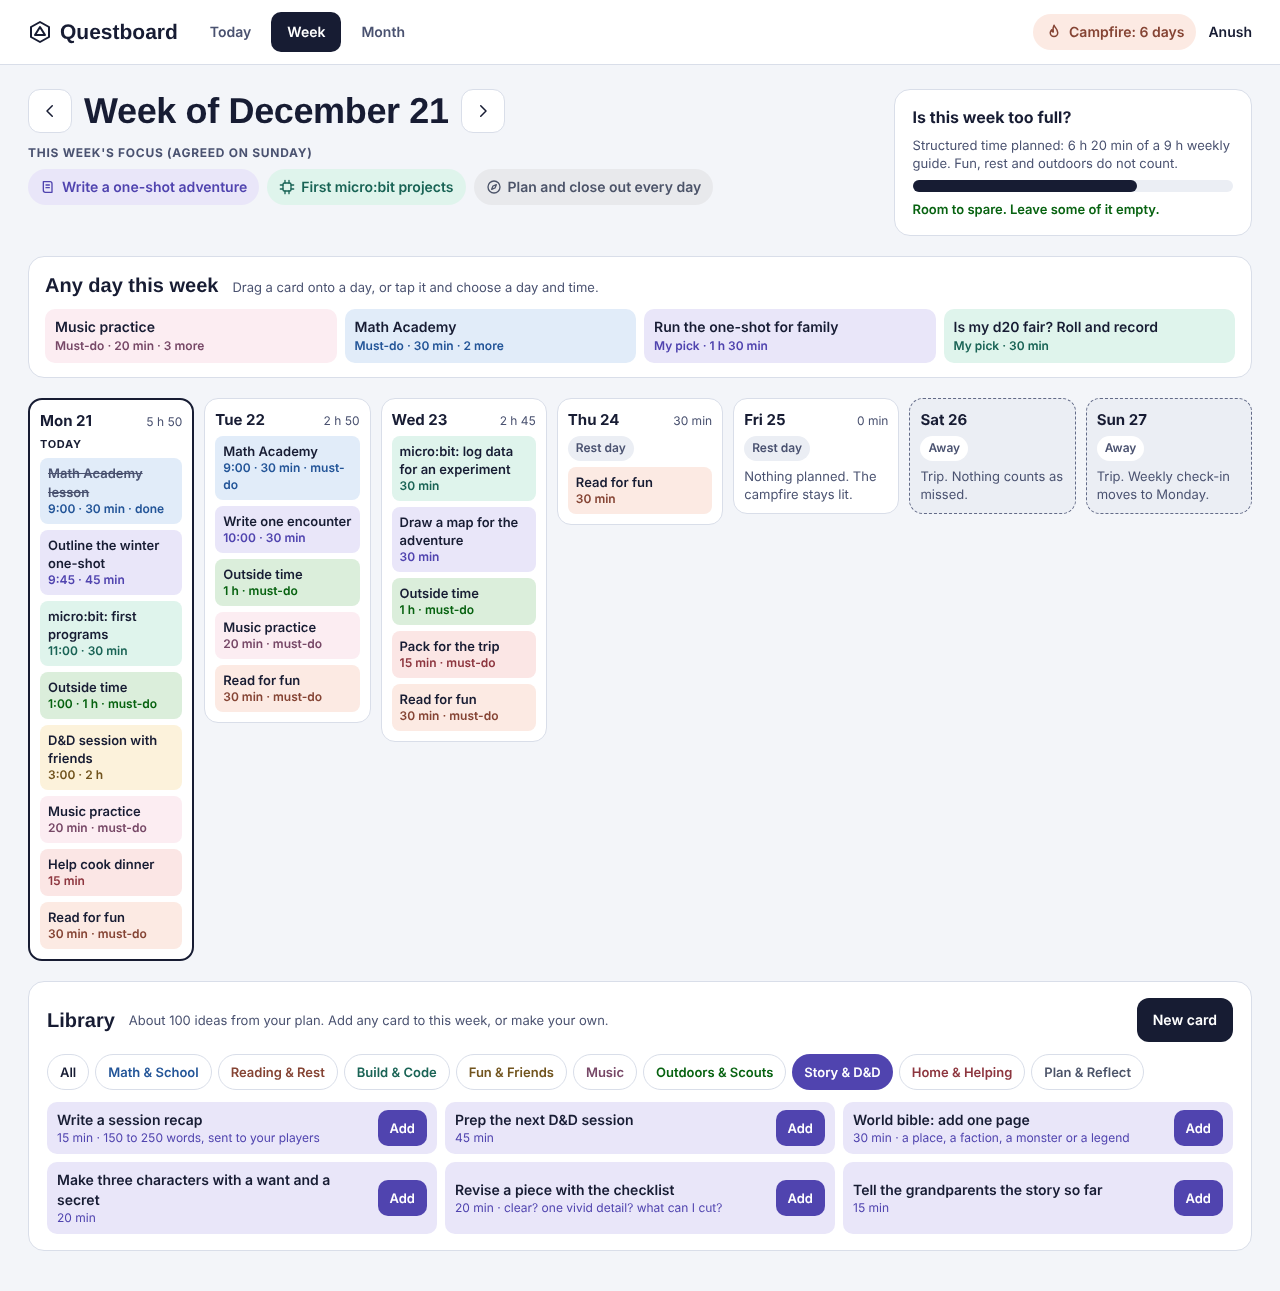 Questboard
Today
Week
Month
Campfire: 6 days
Anush
Week of December 21
THIS WEEK'S FOCUS (AGREED ON SUNDAY)
Write a one-shot adventure
First micro:bit projects
Plan and close out every day
Is this week too full?
Structured time planned: 6 h 20 min of a 9 h weekly
guide. Fun, rest and outdoors do not count.
Room to spare. Leave some of it empty.
Any day this week
Drag a card onto a day, or tap it and choose a day and time.
Music practice
Must-do · 20 min · 3 more
Math Academy
Must-do · 30 min · 2 more
Run the one-shot for family
My pick · 1 h 30 min
Is my d20 fair? Roll and record
My pick · 30 min
Mon 21
5 h 50
TODAY
Math Academy
lesson
9:00 · 30 min · done
Outline the winter
one-shot
9:45 · 45 min
micro:bit: first
programs
11:00 · 30 min
Outside time
1:00 · 1 h · must-do
D&D session with
friends
3:00 · 2 h
Music practice
20 min · must-do
Help cook dinner
15 min
Read for fun
30 min · must-do
Tue 22
2 h 50
Math Academy
9:00 · 30 min · must-
do
Write one encounter
10:00 · 30 min
Outside time
1 h · must-do
Music practice
20 min · must-do
Read for fun
30 min · must-do
Wed 23
2 h 45
micro:bit: log data
for an experiment
30 min
Draw a map for the
adventure
30 min
Outside time
1 h · must-do
Pack for the trip
15 min · must-do
Read for fun
30 min · must-do
Thu 24
30 min
Rest day
Read for fun
30 min
Fri 25
0 min
Rest day
Nothing planned. The
campfire stays lit.
Sat 26
Away
Trip. Nothing counts as
missed.
Sun 27
Away
Trip. Weekly check-in
moves to Monday.
Library
About 100 ideas from your plan. Add any card to this week, or make your own.
New card
All
Math & School
Reading & Rest
Build & Code
Fun & Friends
Music
Outdoors & Scouts
Story & D&D
Home & Helping
Plan & Reflect
Write a session recap
15 min · 150 to 250 words, sent to your players
Add
Prep the next D&D session
45 min
Add
World bible: add one page
30 min · a place, a faction, a monster or a legend
Add
Make three characters with a want and a
secret
20 min
Add
Revise a piece with the checklist
20 min · clear? one vivid detail? what can I cut?
Add
Tell the grandparents the story so far
15 min
Add